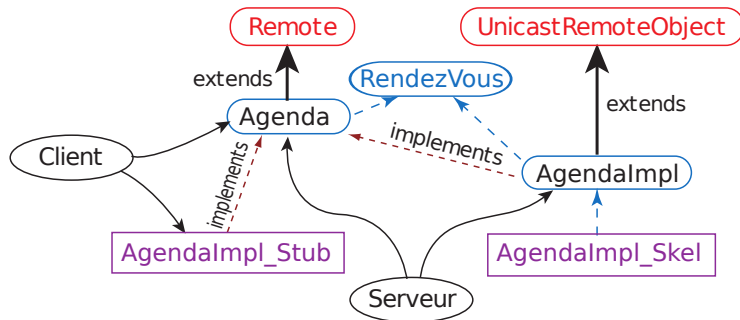 Remote
UnicastRemoteObject
extends
RendezVous
extends
Agenda
implements
Client
implements
AgendaImpl
AgendaImpl_Stub
AgendaImpl_Skel
Serveur